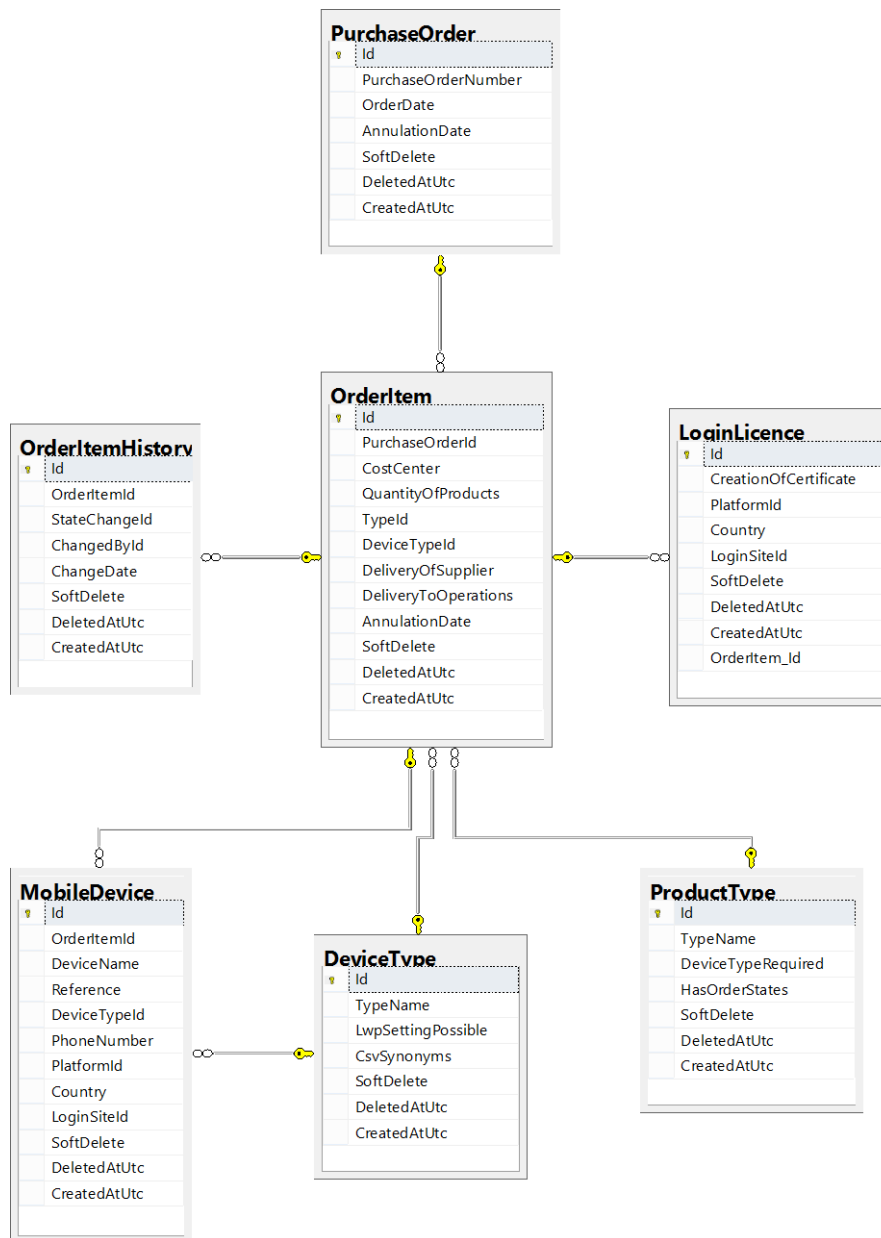 PurchaseOrder
Id
PurchaseOrderNumber
OrderDate
AnnulationDate
SoftDelete
DeletedAtUtc
CreatedAtUtc
OrderItem
Id
PurchaseOrderId
CostCenter
QuantityOfProducts
TypeId
DeviceTypeId
DeliveryOfSupplier
DeliveryToOperations
AnnulationDate
SoftDelete
DeletedAtUtc
CreatedAtUtc
OrderItemHistory
Id
OrderItemId
StateChangeId
ChangedById
ChangeDate
SoftDelete
DeletedAtUtc
CreatedAtUtc
LoginLicence
Id
CreationOfCertificate
PlatformId
Country
LoginSiteId
SoftDelete
DeletedAtUtc
CreatedAtUtc
OrderItem_Id
MobileDevice
Id
OrderItemId
DeviceName
Reference
DeviceTypeId
PhoneNumber
PlatformId
Country
LoginSiteId
SoftDelete
DeletedAtUtc
CreatedAtUtc
DeviceType
Id
TypeName
LwpSettingPossible
CsvSynonyms
SoftDelete
DeletedAtUtc
CreatedAtUtc
ProductType
Id
TypeName
DeviceTypeRequired
HasOrderStates
SoftDelete
DeletedAtUtc
CreatedAtUtc